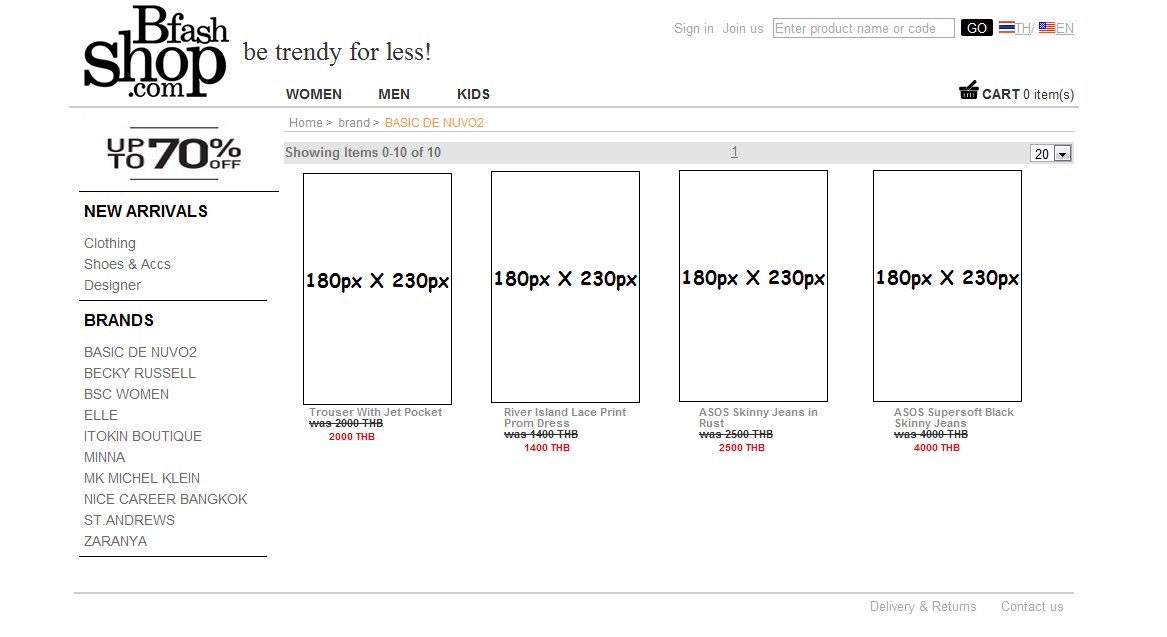 Bfash
Shop
.com
be trendy for less!
Sign in Join us Enter product name or code GO TH/ EN
WOMEN MEN KIDS
CART 0 item(s)
UP TO 70% OFF
Home > brand > BASIC DE NUVO2
Showing Items 0-10 of 10 1 20
NEW ARRIVALS
Clothing
Shoes & Accs
Designer
BRANDS
BASIC DE NUVO2
BECKY RUSSELL
BSC WOMEN
ELLE
ITOKIN BOUTIQUE
MINNA
MK MICHEL KLEIN
NICE CAREER BANGKOK
ST.ANDREWS
ZARANYA
180px X 230px
Trouser With Jet Pocket
was 2000 THB
2000 THB
180px X 230px
River Island Lace Print
Prom Dress
was 1400 THB
1400 THB
180px X 230px
ASOS Skinny Jeans in
Rust
was 2500 THB
2500 THB
180px X 230px
ASOS Supersoft Black
Skinny Jeans
was 4000 THB
4000 THB
Delivery & Returns Contact us